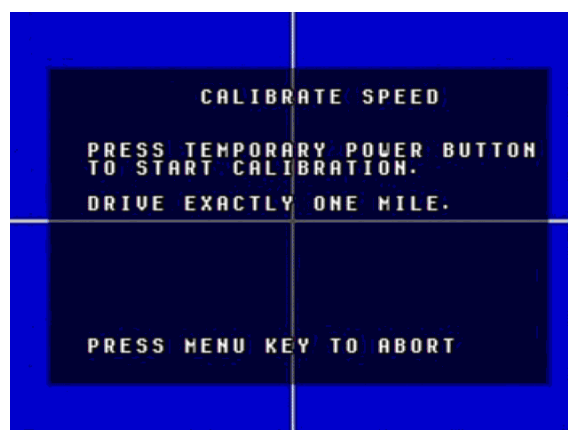 CALIBRATE SPEED
PRESS TEMPORARY POWER BUTTON
TO START CALIBRATION.
DRIVE EXACTLY ONE MILE.
PRESS MENU KEY TO ABORT